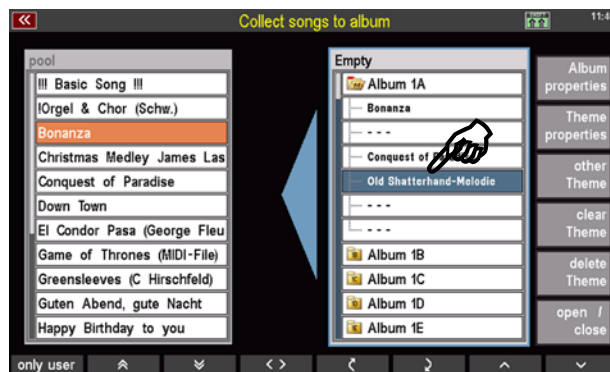 Collect songs to album
11:4
pool
!!! Basic Song !!!
!Orgel & Chor (Schw.)
Bonanza
Christmas Medley James Las
Conquest of Paradise
Down Town
El Condor Pasa (George Fleu
Game of Thrones (MIDI-File)
Greensleeves (C Hirschfeld)
Guten Abend, gute Nacht
Happy Birthday to you
Empty
Album 1A
Bonanza
- - -
Conquest of
Old Shatterhand-Melodie
- - -
- - -
Album 1B
Album 1C
Album 1D
Album 1E
Album
properties
Theme
properties
other
Theme
clear
Theme
delete
Theme
open /
close
only user